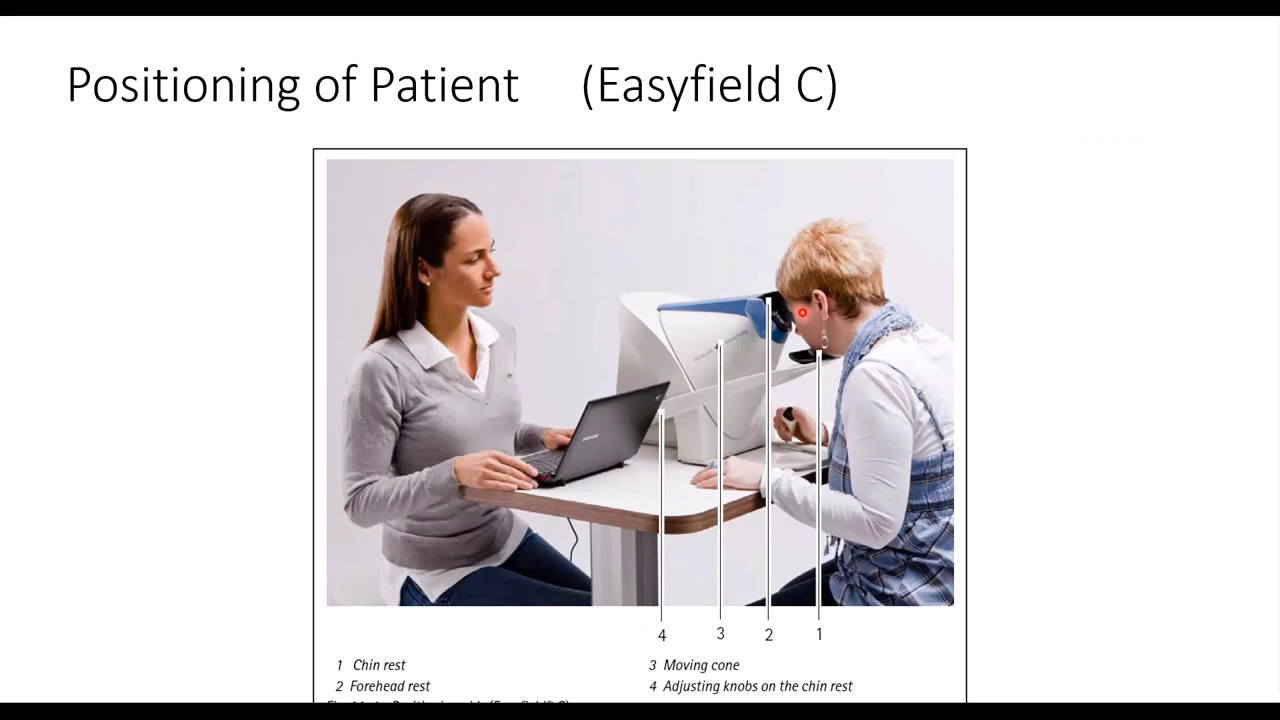 Positioning of Patient (Easyfield C)
4 3 2 1
1 Chin rest
2 Forehead rest
3 Moving cone
4 Adjusting knobs on the chin rest